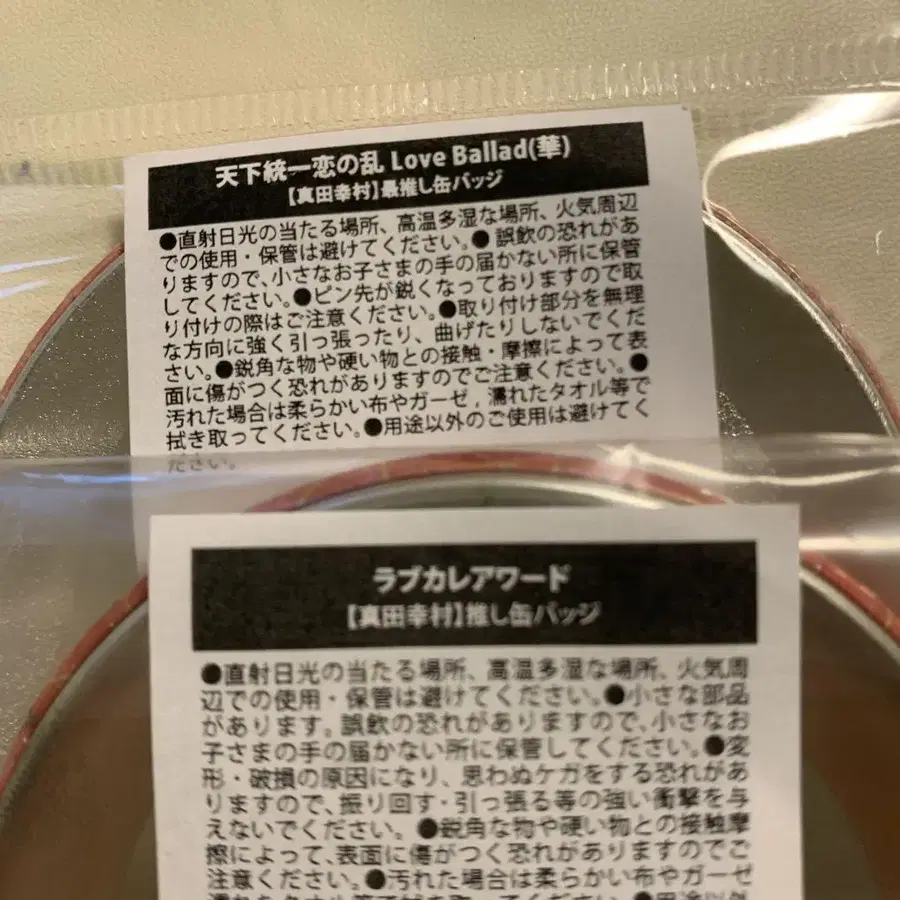 天下統一恋の乱 Love Ballad(華)
【真田幸村】最推し缶バッジ
●直射日光の当たる場所、高温多湿な場所、火気周辺
での使用・保管は避けてください。●誤飲の恐れがあ
りますので、小さなお子さまの手の届かない所に保管
してください。●ピン先が鋭くなっておりますので取
り付けの際はご注意ください。●取り付け部分を無理
な方向に強く引っ張ったり、曲げたりしないでくだ
さい。●鋭角な物や硬い物との接触・摩擦によって表
面に傷がつく恐れがありますのでご注意ください。●
汚れた場合は柔らかい布やガーゼ，濡れたタオル等で
拭き取ってください。●用途以外のご使用は避けてく
ださい。
ラブカレアワード
【真田幸村】推し缶バッジ
●直射日光の当たる場所、高温多湿な場所、火気周
辺での使用・保管は避けてください。●小さな部品
があります。誤飲の恐れがありますので、小さなお
子さまの手の届かない所に保管してください。●変
形・破損の原因になり、思わぬケガをする恐れがあ
りますので、振り回す・引っ張る等の強い衝撃を与
えないでください。●鋭角な物や硬い物との接触摩
擦によって、表面に傷がつく恐れがありますのでご
注意ください。●汚れた場合は柔らかい布やガーゼ